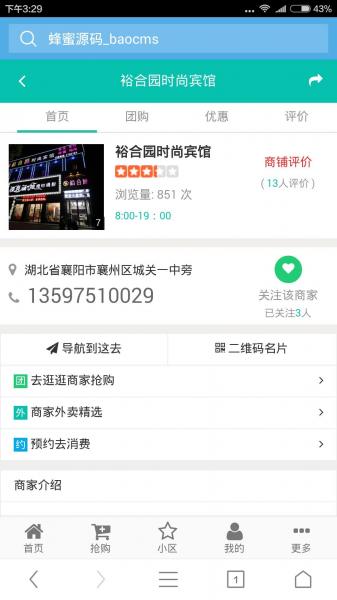 下午3:29
43%
蜂蜜源码_baocms
裕合园时尚宾馆
首页 团购 优惠 评价
裕合园时尚宾馆
浏览量: 851 次
8:00-19：00
7
商铺评价
( 13人评价 )
湖北省襄阳市襄州区城关一中旁
13597510029
关注该商家
已关注3人
导航到这去 二维码名片
团 去逛逛商家抢购
外 商家外卖精选
约 预约去消费
商家介绍
首页 抢购 小区 我的 更多
1